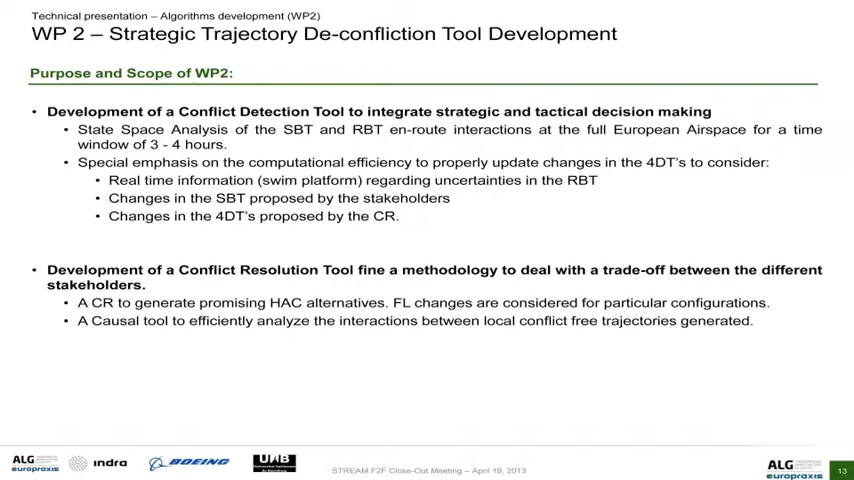 Technical presentation – Algorithms development (WP2)
WP 2 – Strategic Trajectory De-confliction Tool Development
Purpose and Scope of WP2:
• Development of a Conflict Detection Tool to integrate strategic and tactical decision making
• State Space Analysis of the SBT and RBT en-route interactions at the full European Airspace for a time
window of 3 - 4 hours.
• Special emphasis on the computational efficiency to properly update changes in the 4DT's to consider:
• Real time information (swim platform) regarding uncertainties in the RBT
• Changes in the SBT proposed by the stakeholders
• Changes in the 4DT's proposed by the CR.
• Development of a Conflict Resolution Tool fine a methodology to deal with a trade-off between the different
stakeholders.
• A CR to generate promising HAC alternatives. FL changes are considered for particular configurations.
• A Causal tool to efficiently analyze the interactions between local conflict free trajectories generated.
ALG
europraxis
indra
BOEING
UAB
STREAM F2F Close-Out Meeting – April 19, 2013
ALG
europraxis
13